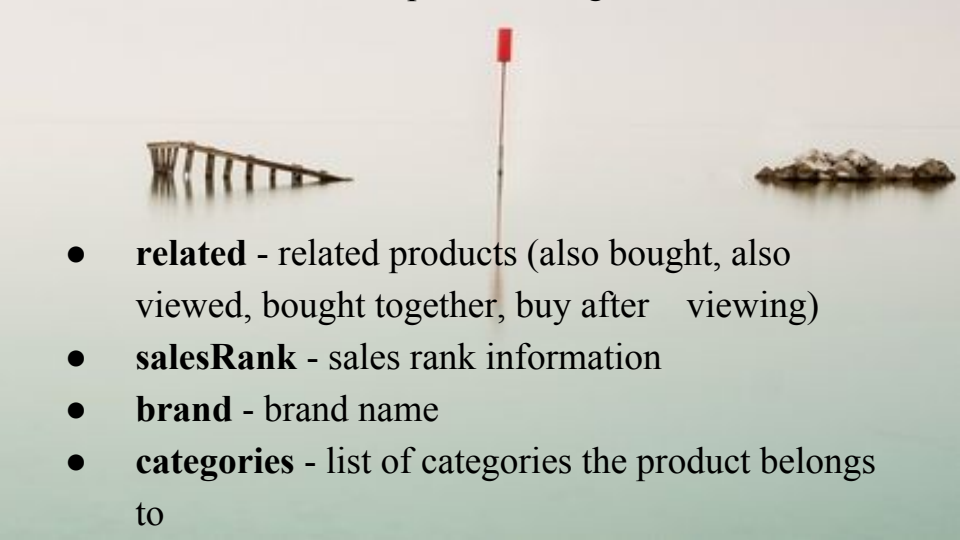 ● related - related products (also bought, also
viewed, bought together, buy after viewing)
● salesRank - sales rank information
● brand - brand name
● categories - list of categories the product belongs
to